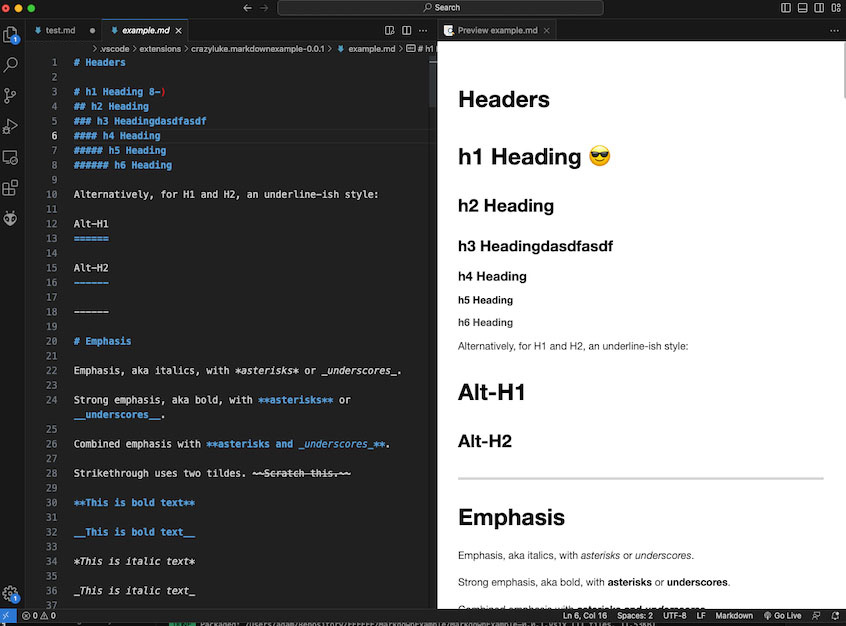 Search
test.md
example.md
Preview example.md
.vscode > extensions > crazyluke.markdownexample-0.0.1 > example.md > # h1
1 # Headers
2
3 # h1 Heading 8-)
4 ## h2 Heading
5 ### h3 Headingdasdfasdf
6 #### h4 Heading
7 ##### h5 Heading
8 ###### h6 Heading
9
10 Alternatively, for H1 and H2, an underline-ish style:
11
12 Alt-H1
13 ======
14
15 Alt-H2
16 ------
17
18 ------
19
20 # Emphasis
21
22 Emphasis, aka italics, with *asterisks* or _underscores_.
23
24 Strong emphasis, aka bold, with **asterisks** or
__underscores__.
25
26 Combined emphasis with **asterisks and _underscores_**.
27
28 Strikethrough uses two tildes. ~~Scratch this.~~
29
30 **This is bold text**
31
32 __This is bold text__
33
34 *This is italic text*
35
36 _This is italic text_
37
Headers
h1 Heading 😎
h2 Heading
h3 Headingdasdfasdf
h4 Heading
h5 Heading
h6 Heading
Alternatively, for H1 and H2, an underline-ish style:
Alt-H1
Alt-H2
Emphasis
Emphasis, aka italics, with asterisks or underscores.
Strong emphasis, aka bold, with asterisks or underscores.
Combined emphasis with asterisks and underscores.
1
1
0 0
Ln 6, Col 16 Spaces: 2 UTF-8 LF Markdown Go Live